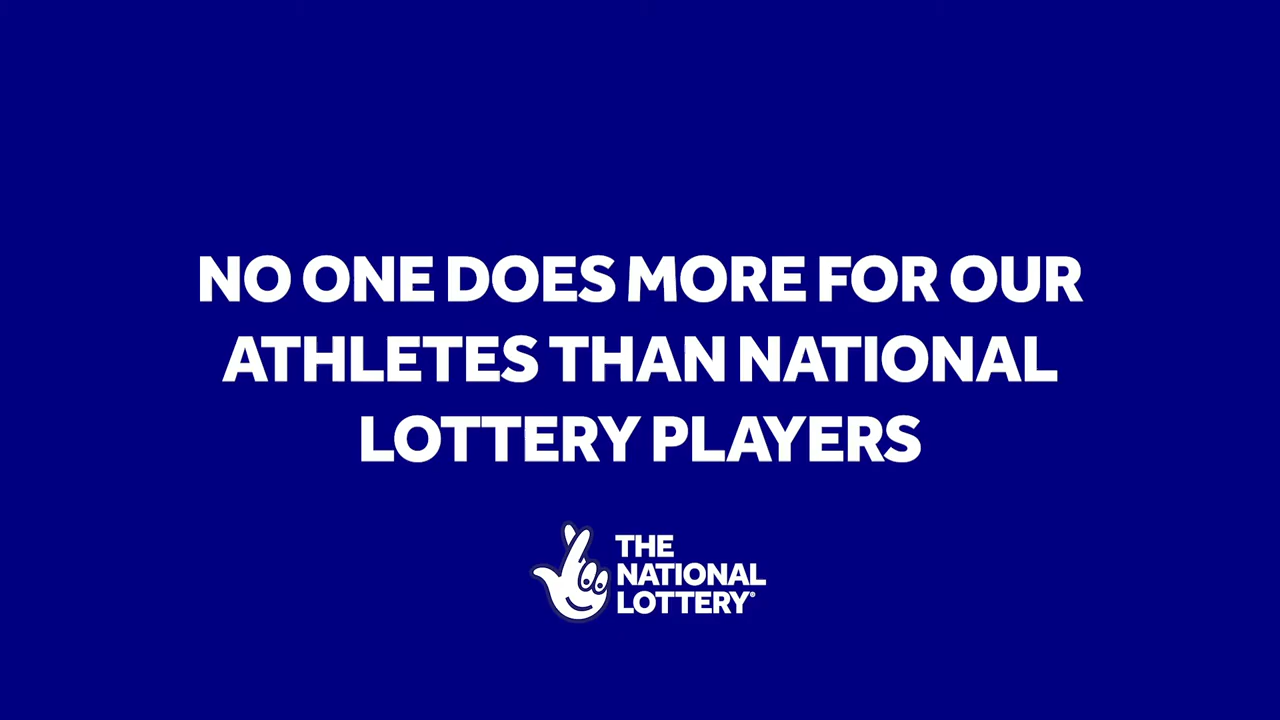 NO ONE DOES MORE FOR OUR
ATHLETES THAN NATIONAL
LOTTERY PLAYERS
THE
NATIONAL
LOTTERY®